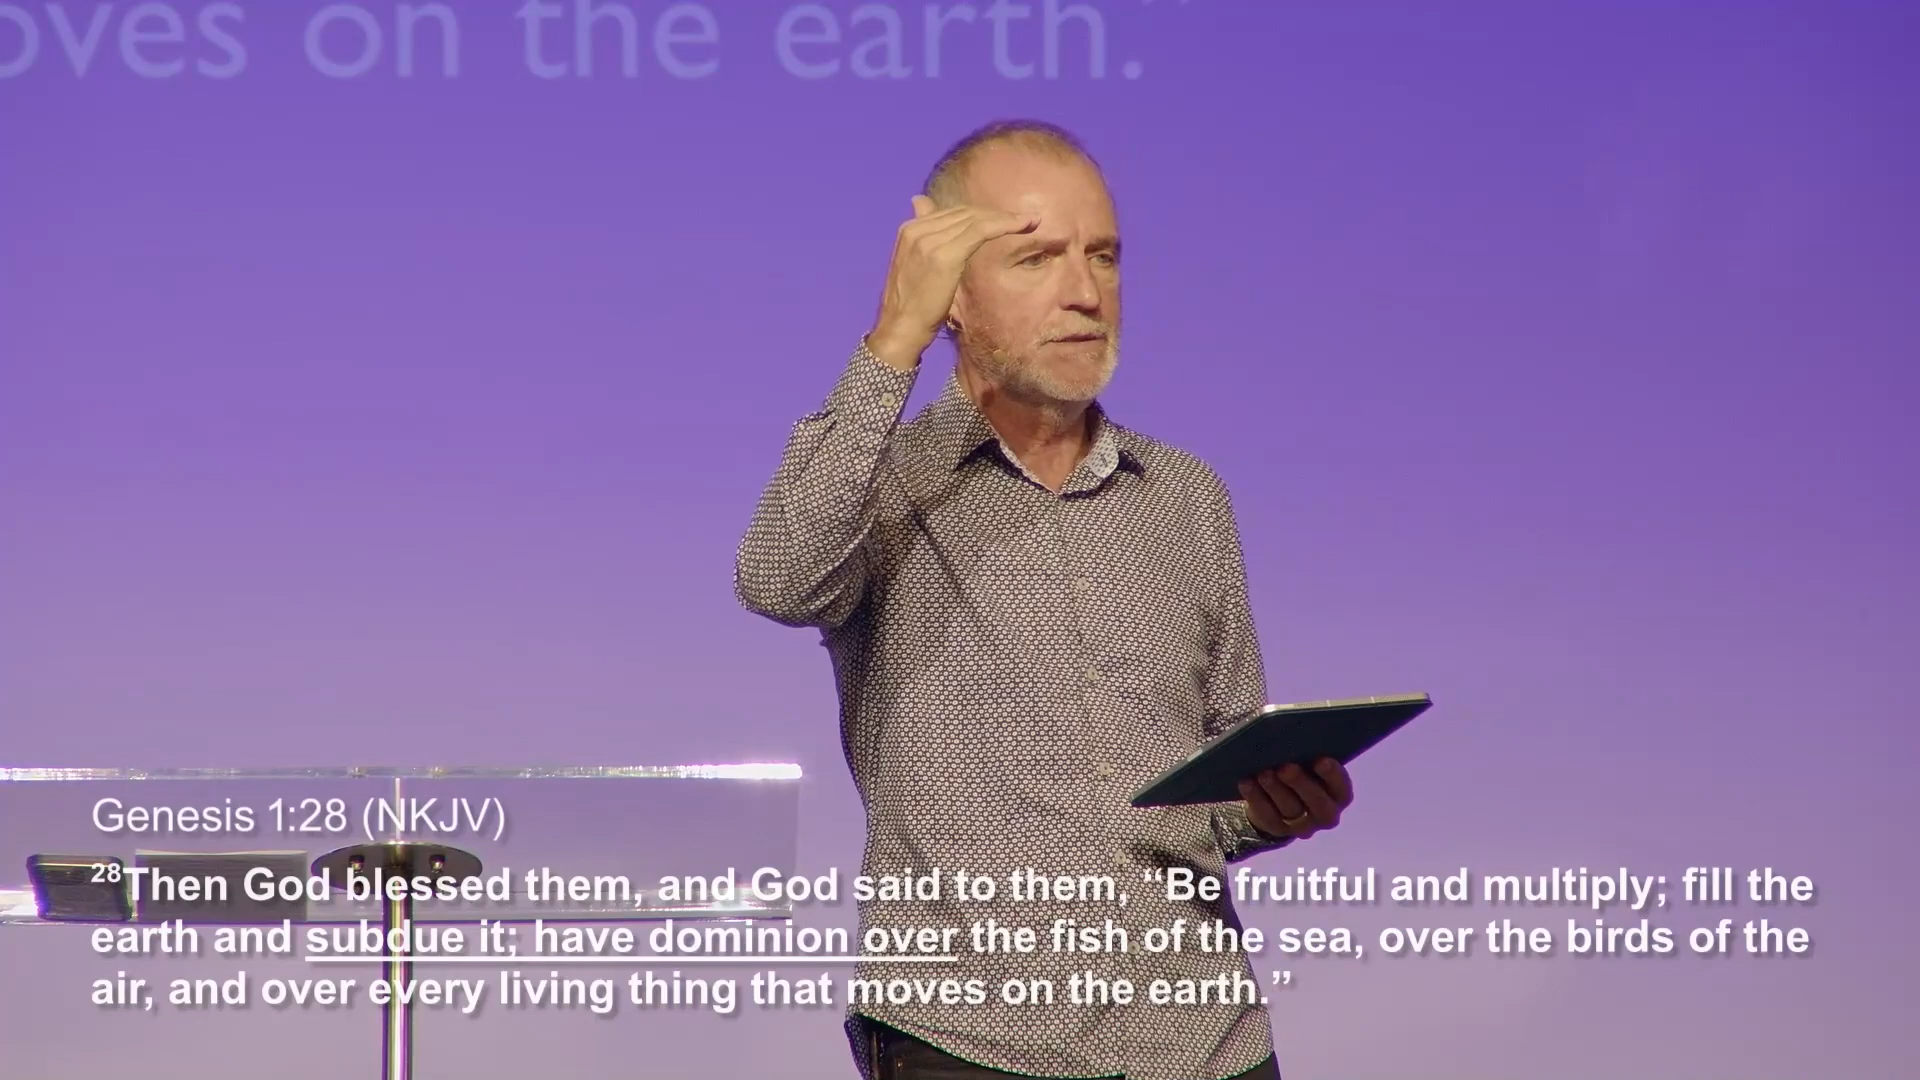 oves on the earth.”
Genesis 1:28 (NKJV)
²⁸Then God blessed them, and God said to them, “Be fruitful and multiply; fill the
earth and subdue it; have dominion over the fish of the sea, over the birds of the
air, and over every living thing that moves on the earth.”